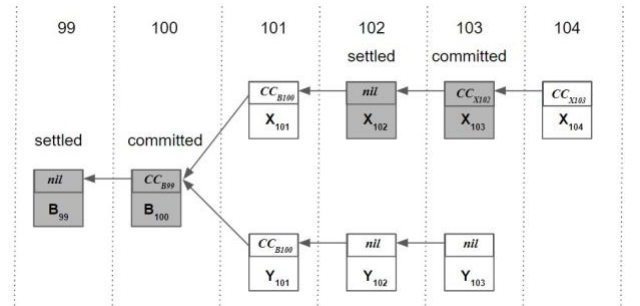 99 100 101 102 103 104
settled committed
CC_B100 nil CC_X102 CC_X103
X_101 X_102 X_103 X_104
settled committed
nil CC_B99
B_99 B_100
CC_B100 nil nil
Y_101 Y_102 Y_103